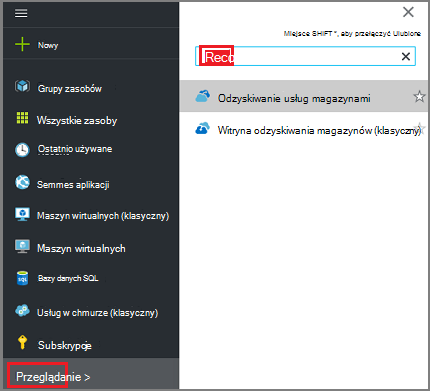 Miejsce SHIFT ", aby przełączyć Ulubione
Nowy
Reco
Grupy zasobów
Odzyskiwanie usług magazynami
Wszystkie zasoby
Witryna odzyskiwania magazynów (klasyczny)
Ostatnio używane
Semmes aplikacji
Maszyn wirtualnych (klasyczny)
Maszyn wirtualnych
SQL
Bazy danych SQL
Usług w chmurze (klasyczny)
Subskrypcje
Przeglądanie >